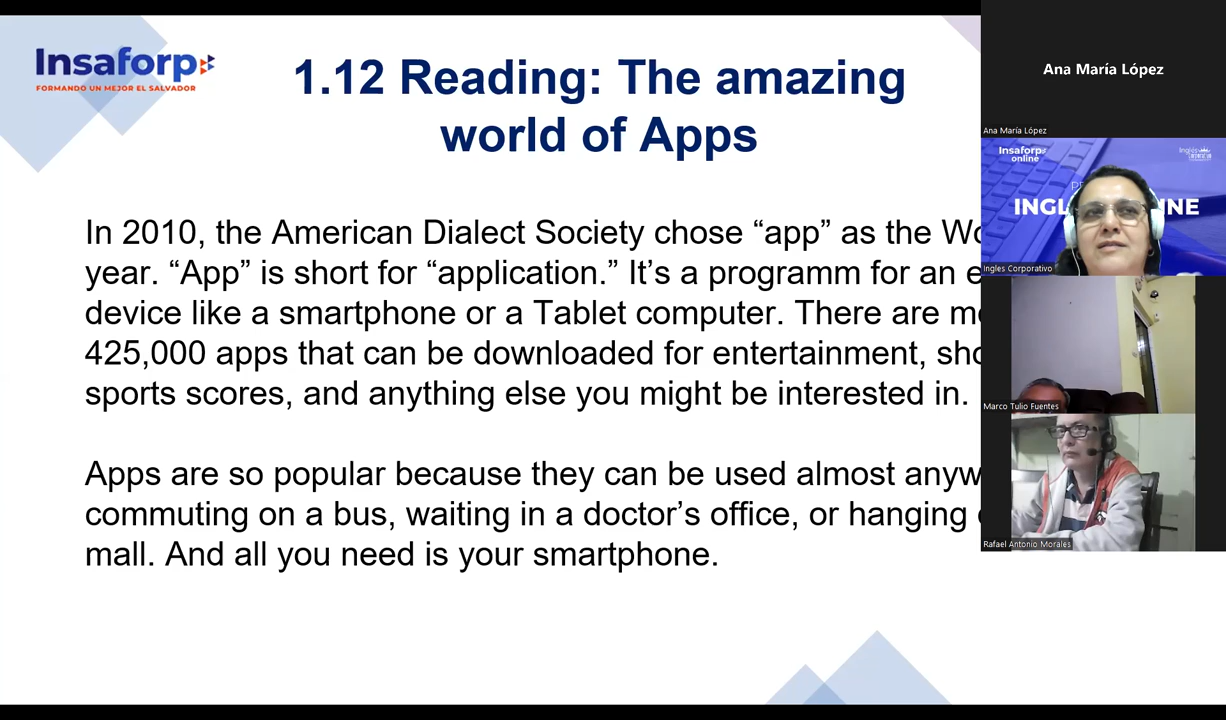 Insaforp
FORMANDO UN MEJOR EL SALVADOR
1.12 Reading: The amazing
world of Apps
In 2010, the American Dialect Society chose “app” as the
year. “App” is short for “application.” It’s a programm for an
device like a smartphone or a Tablet computer. There are
425,000 apps that can be downloaded for entertainment,
sports scores, and anything else you might be interested in.
Apps are so popular because they can be used almost
commuting on a bus, waiting in a doctor’s office, or hanging
mall. And all you need is your smartphone.
Ana María López
Ana María López
Insaforp
online
Inglés
Ingles Corporativo
Marco Tulio Fuentes
Rafael Antonio Morales